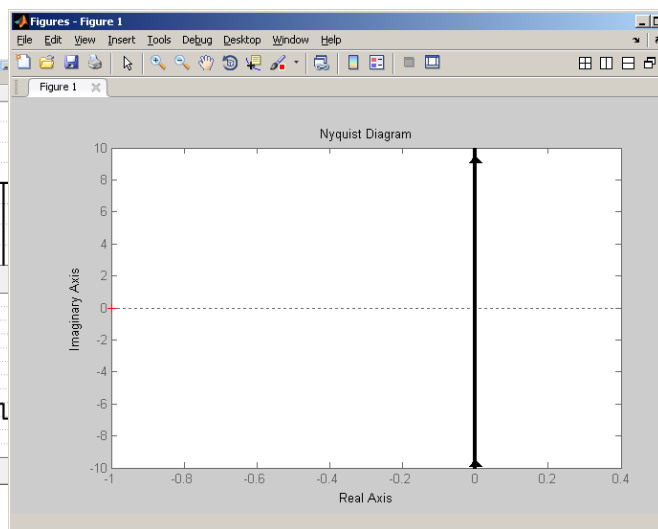 Figures - Figure 1
File Edit View Insert Tools Debug Desktop Window Help
Figure 1
Nyquist Diagram
10
8
6
4
2
0
-2
-4
-6
-8
-10
Imaginary Axis
-1 -0.8 -0.6 -0.4 -0.2 0 0.2 0.4
Real Axis